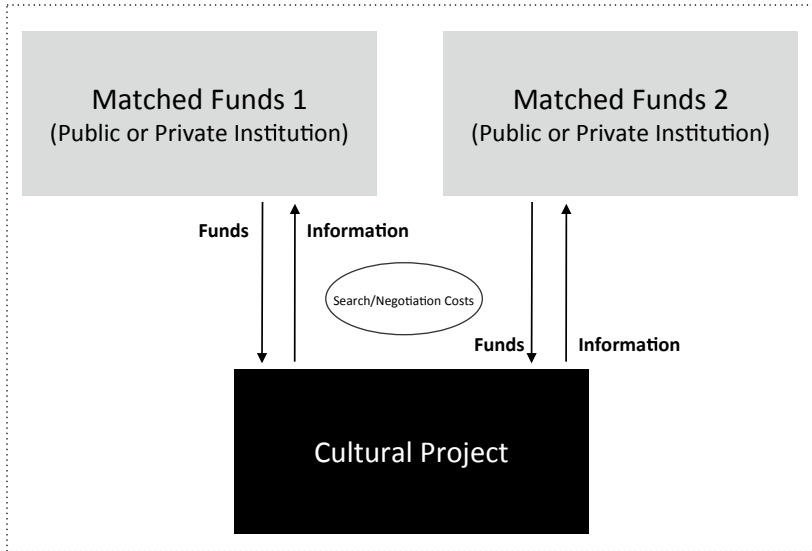 Matched Funds 1
(Public or Private Institution)
Matched Funds 2
(Public or Private Institution)
Funds
Information
Search/Negotiation Costs
Funds
Information
Cultural Project